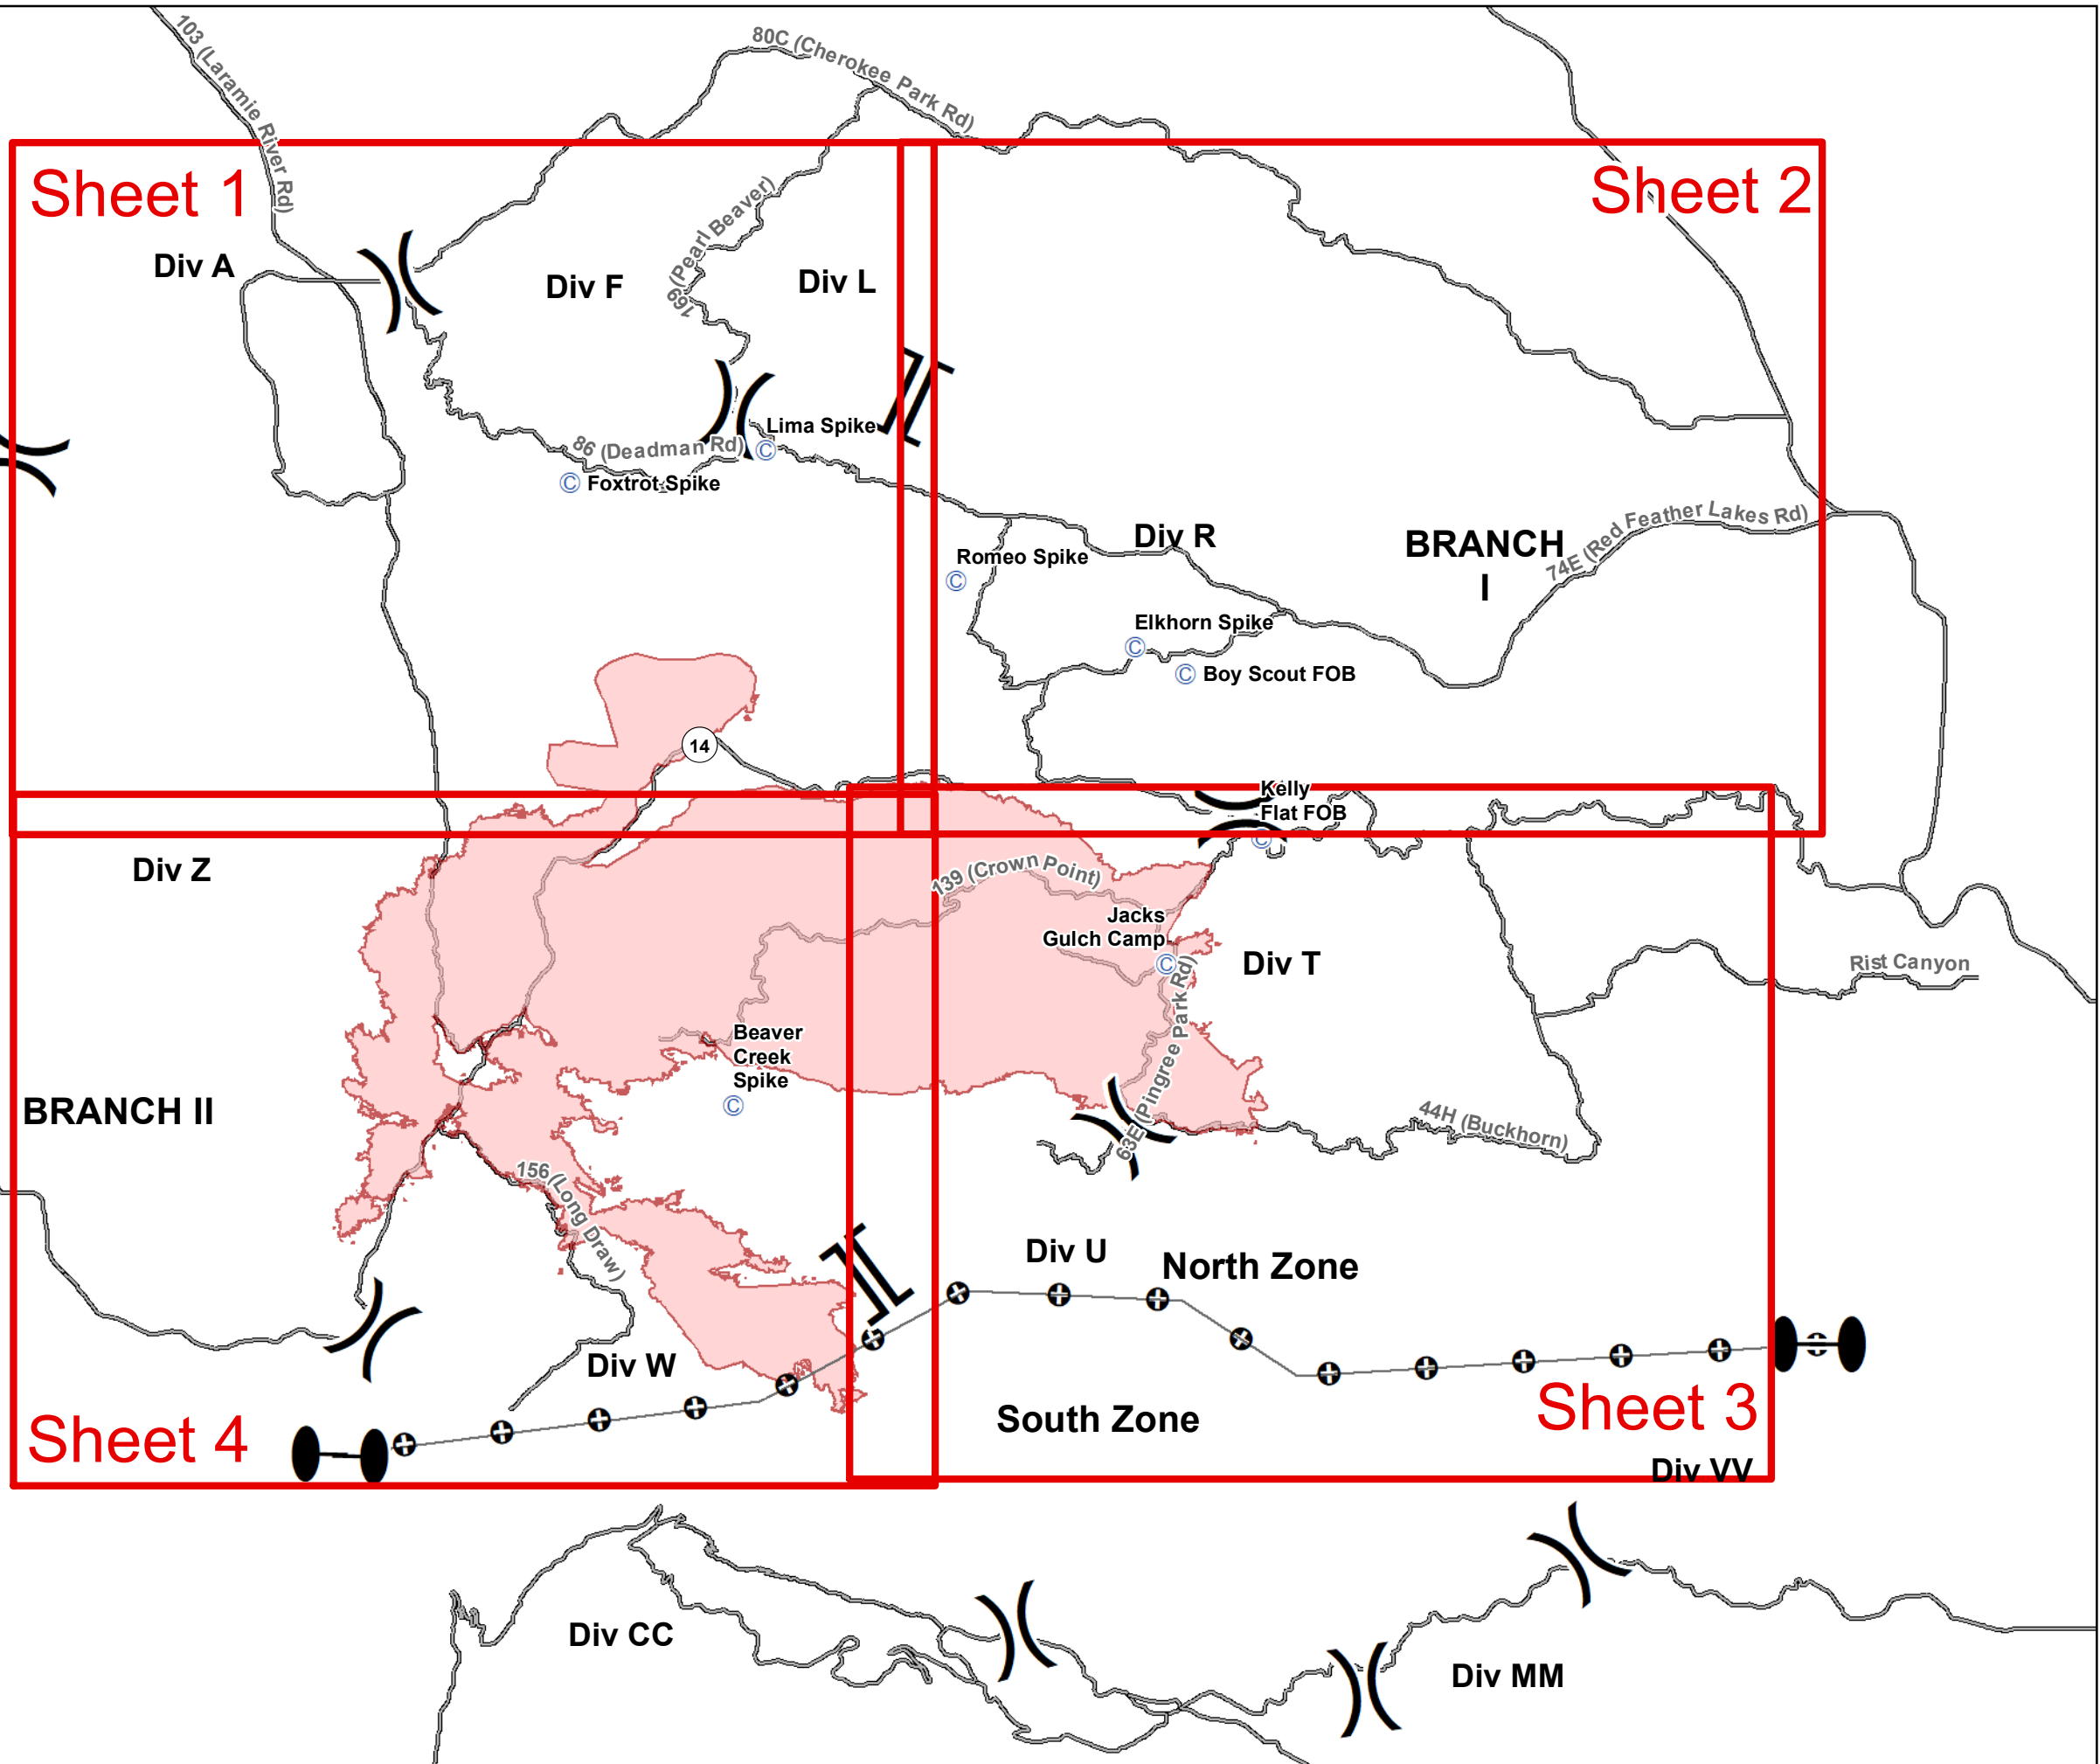 103 (Laramie River Rd)
80C (Cherokee Park Rd)
Sheet 1
Sheet 2
Div A
Div F
169 (Pearl Beaver)
Div L
Lima Spike
86 (Deadman Rd)
©
© Foxtrot Spike
Div R
BRANCH
I
74E (Red Feather Lakes Rd)
Romeo Spike
©
Elkhorn Spike
©
© Boy Scout FOB
14
Kelly
Flat FOB
©
Div Z
139 (Crown Point)
Jacks
Gulch Camp
©
Div T
Rist Canyon
63E (Pingree Park Rd)
Beaver
Creek
Spike
©
BRANCH II
44H (Buckhorn)
156 (Long Draw)
Div U
North Zone
Div W
South Zone
Sheet 3
Sheet 4
Div VV
Div CC
Div MM